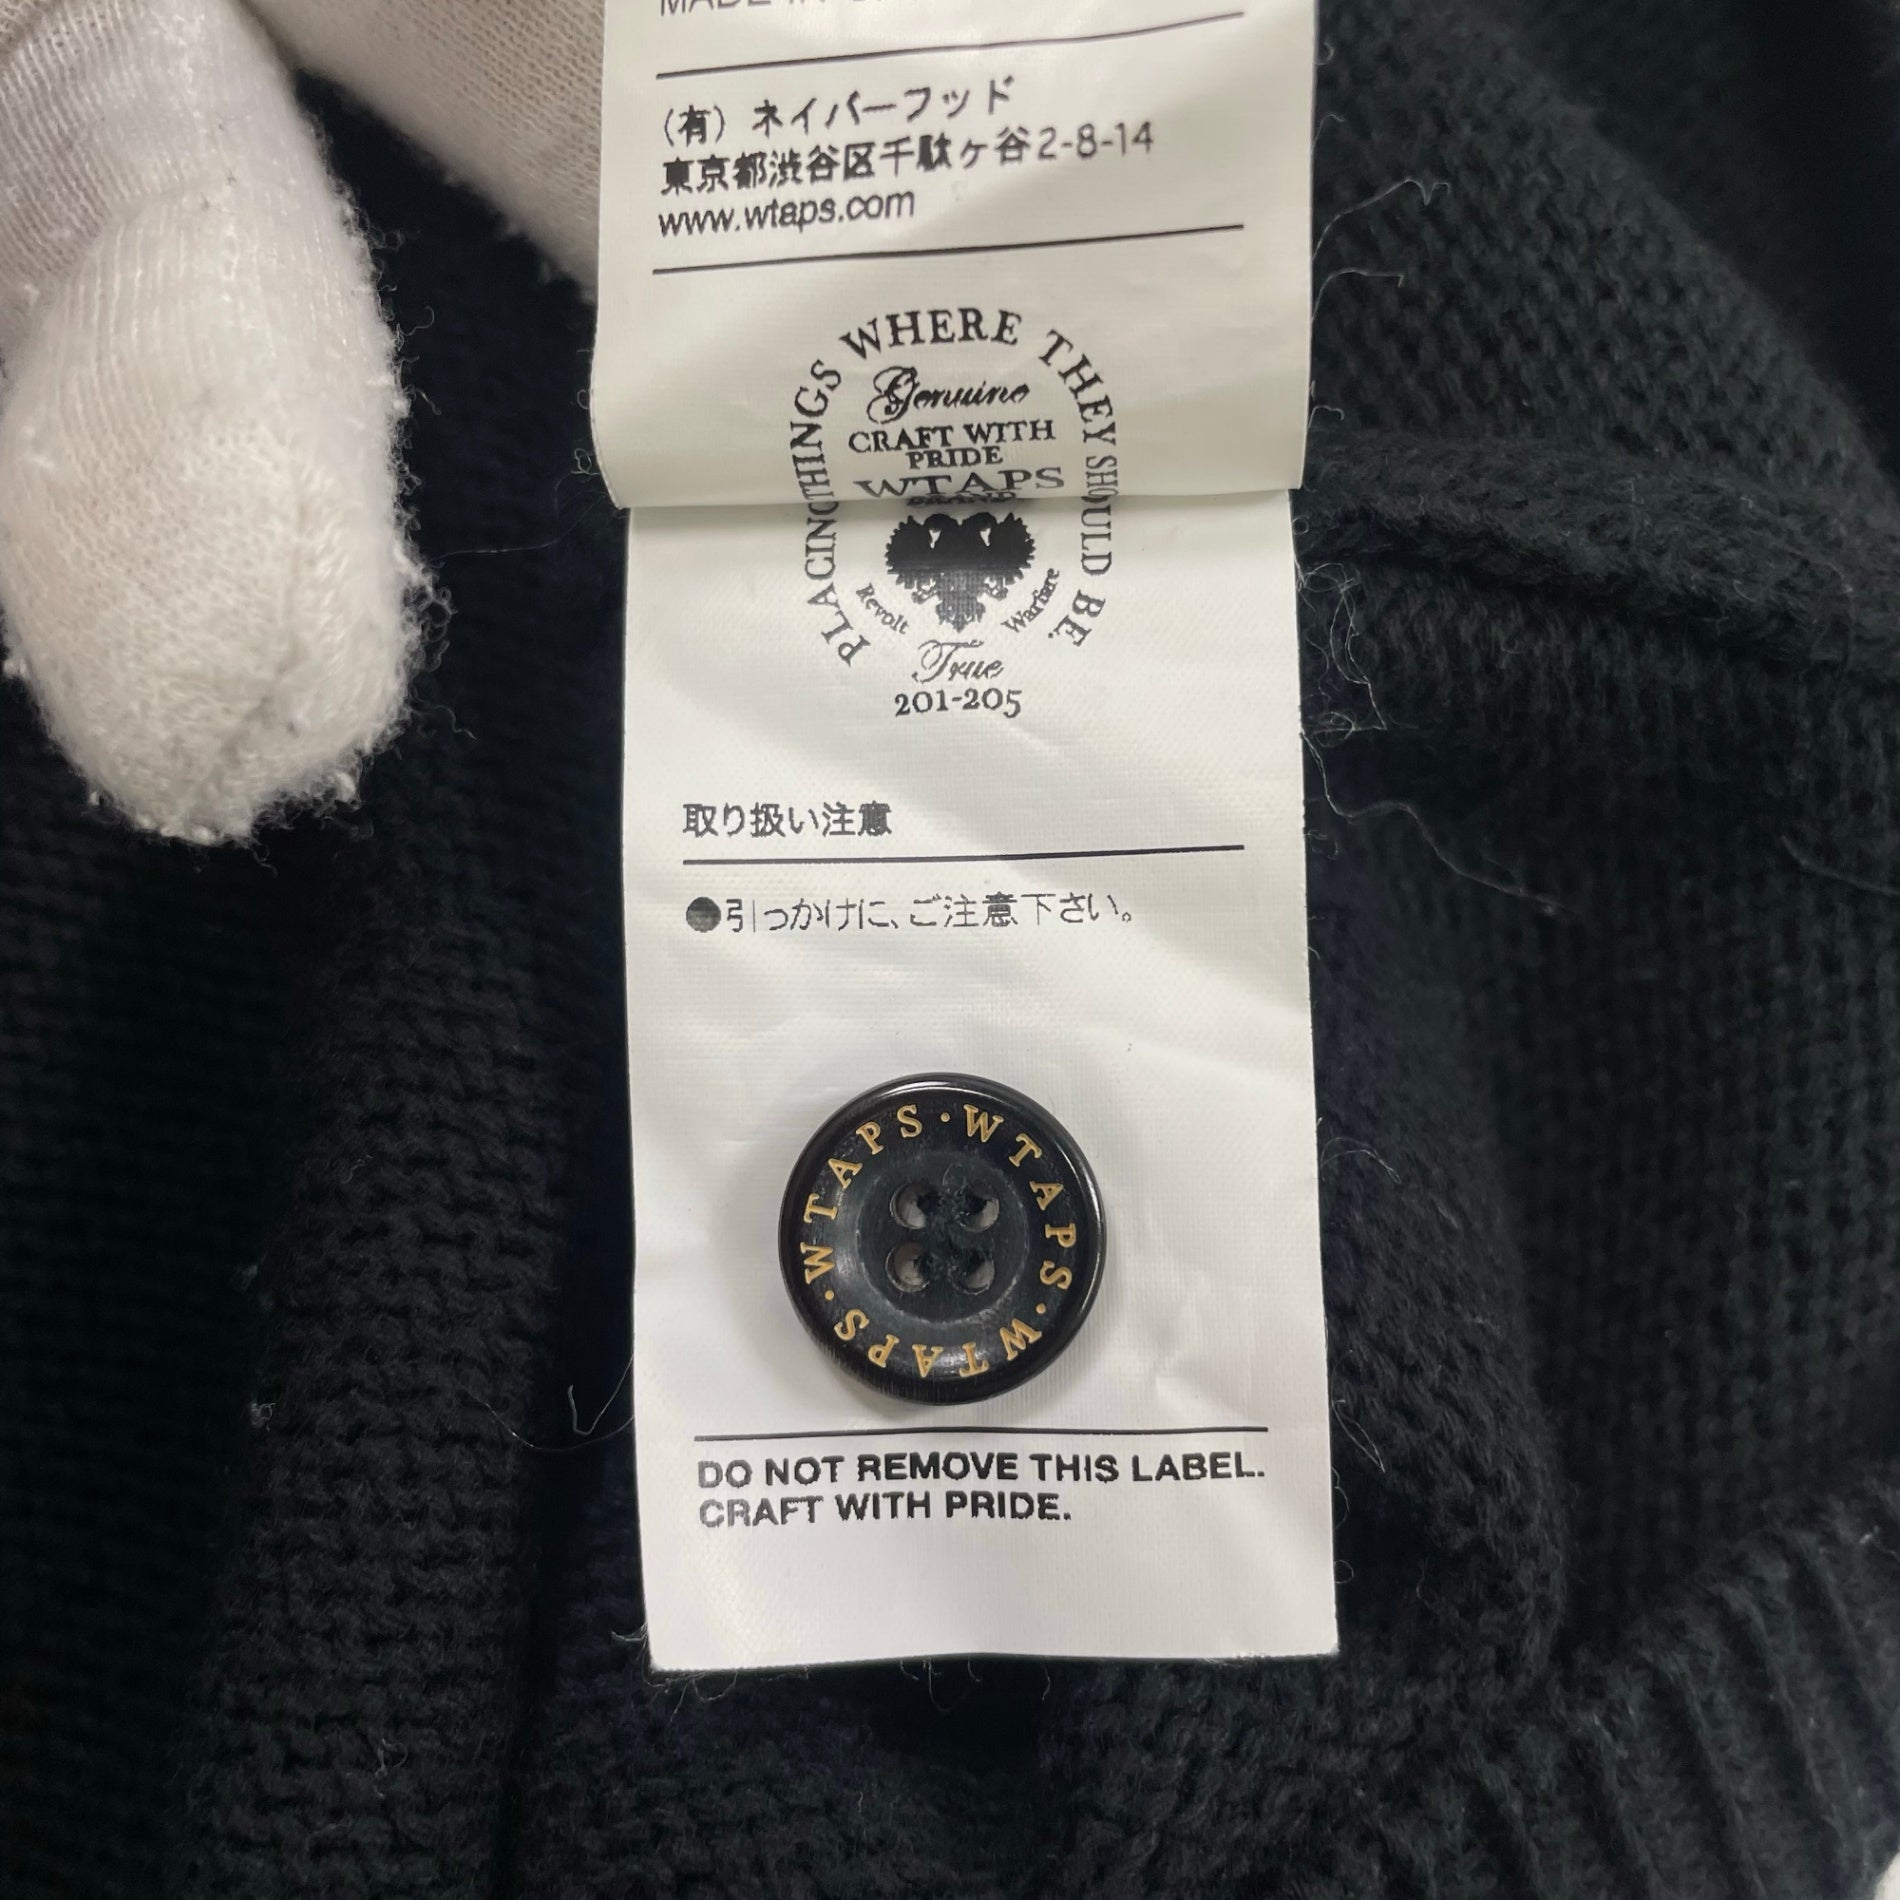 MADE IN
(有) ネイバーフッド
東京都渋谷区千駄ヶ谷2-8-14
www.wtaps.com
PLACING THINGS WHERE THEY SHOULD BE.
Genuine
CRAFT WITH
PRIDE
WTAPS
BRAND
Revolt Warfare
True
201-205
取り扱い注意
●引っかけに、ご注意下さい。
WTAPS・WTAPS・WTAPS・
DO NOT REMOVE THIS LABEL.
CRAFT WITH PRIDE.